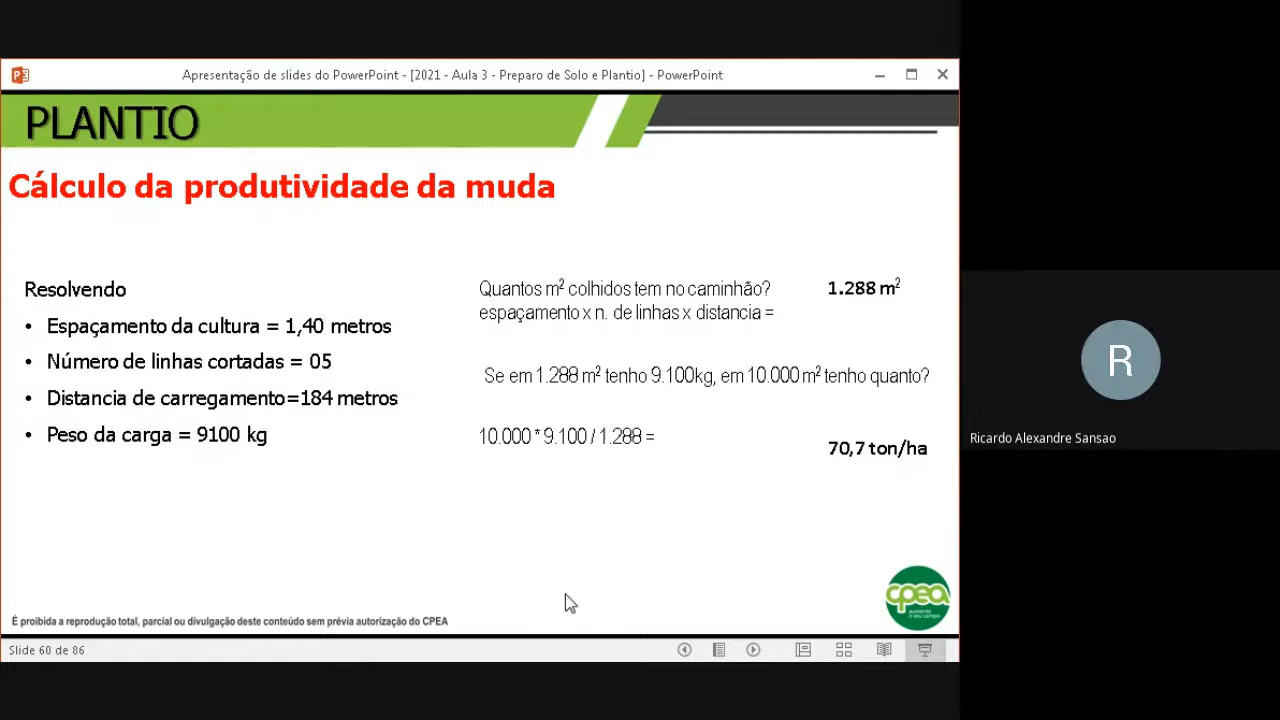 Apresentação de slides do PowerPoint - [2021 - Aula 3 - Preparo de Solo e Plantio] - PowerPoint
PLANTIO
Cálculo da produtividade da muda
Resolvendo
• Espaçamento da cultura = 1,40 metros
• Número de linhas cortadas = 05
• Distancia de carregamento=184 metros
• Peso da carga = 9100 kg
Quantos m² colhidos tem no caminhão? 1.288 m²
espaçamento x n. de linhas x distancia =
Se em 1.288 m² tenho 9.100kg, em 10.000 m² tenho quanto?
10.000 * 9.100 / 1.288 =
70,7 ton/ha
R
Ricardo Alexandre Sansao
cpea
aumente
o seu campo
É proibida a reprodução total, parcial ou divulgação deste conteúdo sem prévia autorização do CPEA
Slide 60 de 86